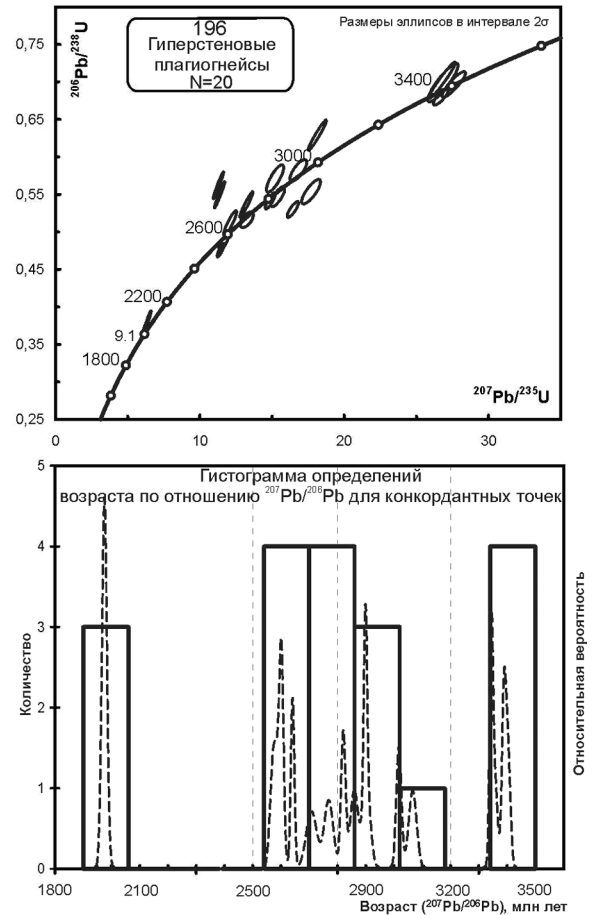 196
Гиперстеновые
плагиогнейсы
N=20
Размеры эллипсов в интервале 2σ
²⁰⁶Pb/²³⁸U
0,75
0,65
0,55
0,45
0,35
0,25
3400
3000
2600
2200
9.1
1800
²⁰⁷Pb/²³⁵U
0 10 20 30
Гистограмма определений
возраста по отношению ²⁰⁷Pb/²⁰⁶Pb для конкордантных точек
Количество
5
4
3
2
1
0
Относительная вероятность
1800 2100 2500 2900 3200 3500
Возраст (²⁰⁷Pb/²⁰⁶Pb), млн лет